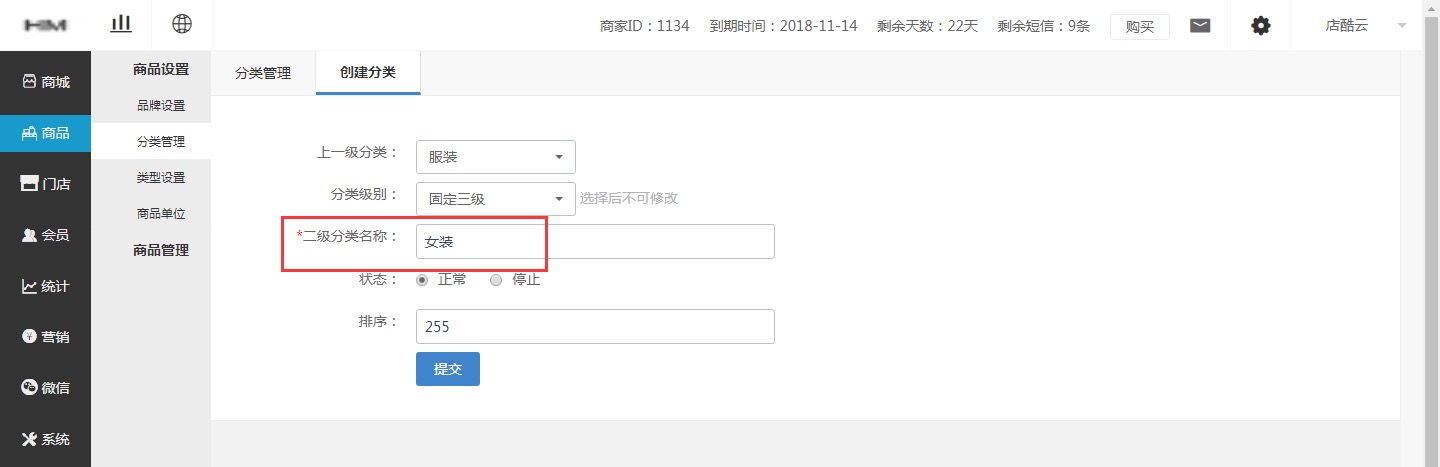 商家ID：1134 到期时间：2018-11-14 剩余天数：22天 剩余短信：9条 购买 店酷云
商城
商品
门店
会员
统计
营销
微信
系统
商品设置
品牌设置
分类管理
类型设置
商品单位
商品管理
分类管理 创建分类
上一级分类： 服装
分类级别： 固定三级 选择后不可修改
*二级分类名称： 女装
状态： 正常 停止
排序： 255
提交